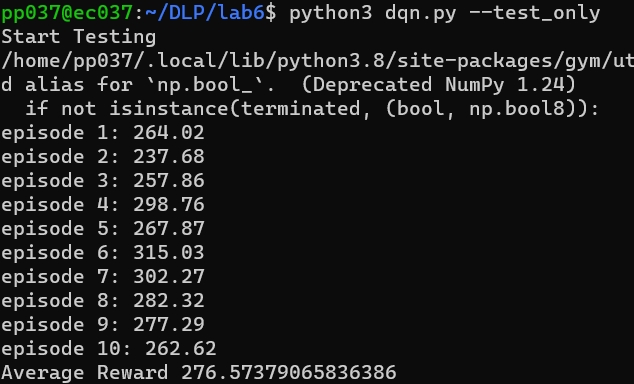 pp037@ec037:~/DLP/lab6$ python3 dqn.py --test_only
Start Testing
/home/pp037/.local/lib/python3.8/site-packages/gym/ut
d alias for `np.bool_`.  (Deprecated NumPy 1.24)
  if not isinstance(terminated, (bool, np.bool8)):
episode 1: 264.02
episode 2: 237.68
episode 3: 257.86
episode 4: 298.76
episode 5: 267.87
episode 6: 315.03
episode 7: 302.27
episode 8: 282.32
episode 9: 277.29
episode 10: 262.62
Average Reward 276.57379065836386